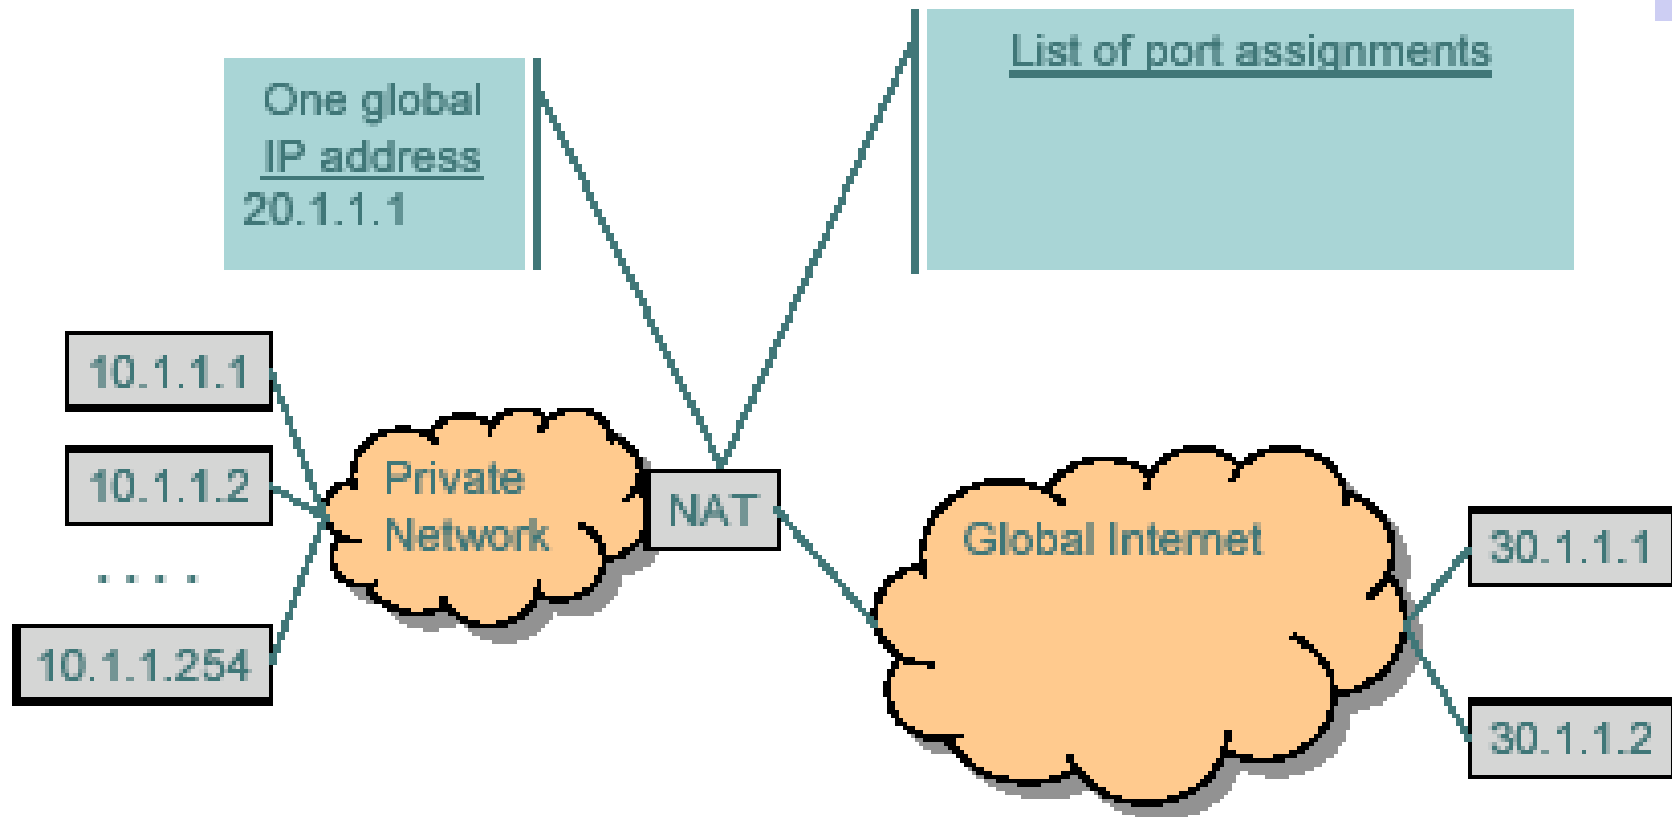 One global
IP address
20.1.1.1
List of port assignments
10.1.1.1
10.1.1.2
. . . .
10.1.1.254
Private
Network
NAT
Global Internet
30.1.1.1
30.1.1.2